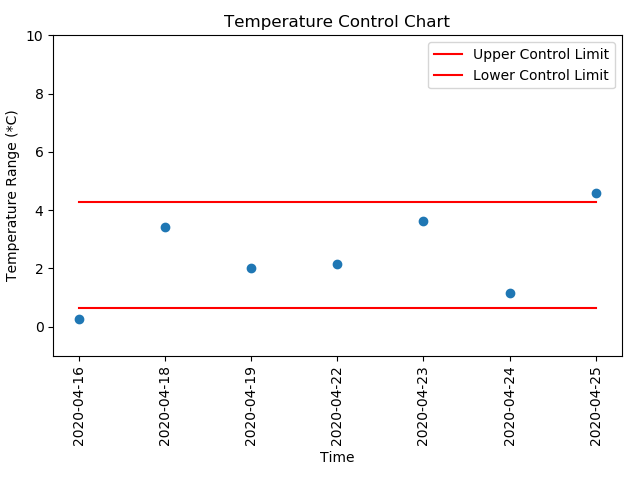 Temperature Control Chart
Upper Control Limit
Lower Control Limit
Temperature Range (*C)
10
8
6
4
2
0
2020-04-16
2020-04-18
2020-04-19
2020-04-22
2020-04-23
2020-04-24
2020-04-25
Time